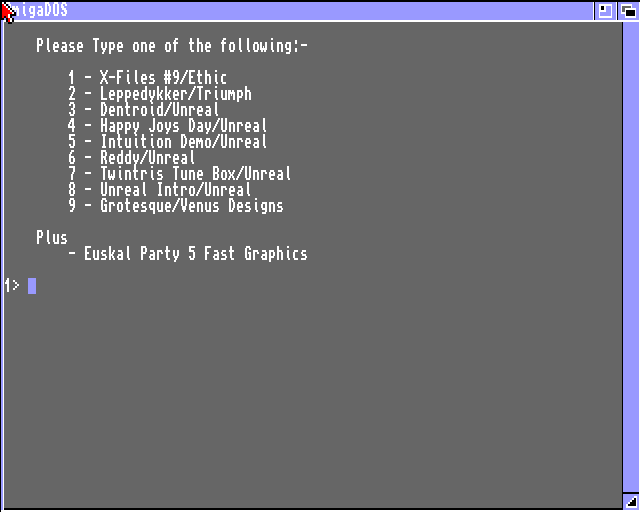 migaDOS
Please Type one of the following:-
1 - X-Files #9/Ethic
2 - Leppedykker/Triumph
3 - Dentroid/Unreal
4 - Happy Joys Day/Unreal
5 - Intuition Demo/Unreal
6 - Reddy/Unreal
7 - Twintris Tune Box/Unreal
8 - Unreal Intro/Unreal
9 - Grotesque/Venus Designs
Plus
- Euskal Party 5 Fast Graphics
1>